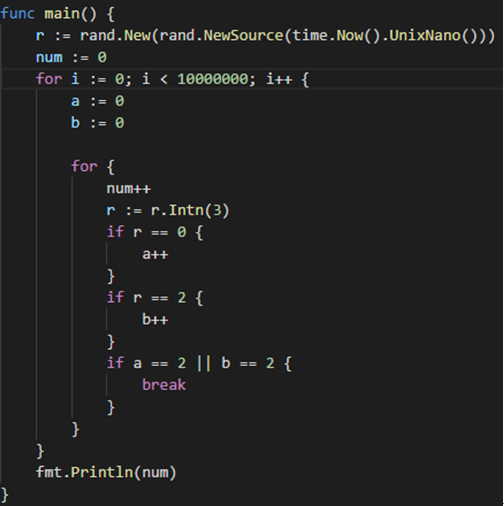 func main() {
    r := rand.New(rand.NewSource(time.Now().UnixNano()))
    num := 0
    for i := 0; i < 10000000; i++ {
        a := 0
        b := 0

        for {
            num++
            r := r.Intn(3)
            if r == 0 {
                a++
            }
            if r == 2 {
                b++
            }
            if a == 2 || b == 2 {
                break
            }
        }
    }
    fmt.Println(num)
}